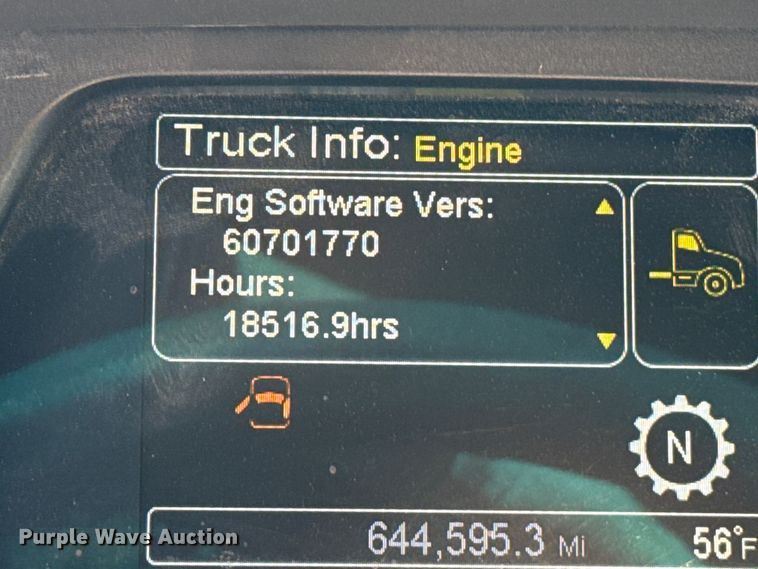 Truck Info: Engine
Eng Software Vers:
60701770
Hours:
18516.9hrs
N
644,595.3 Mi 56°F
Purple Wave Auction